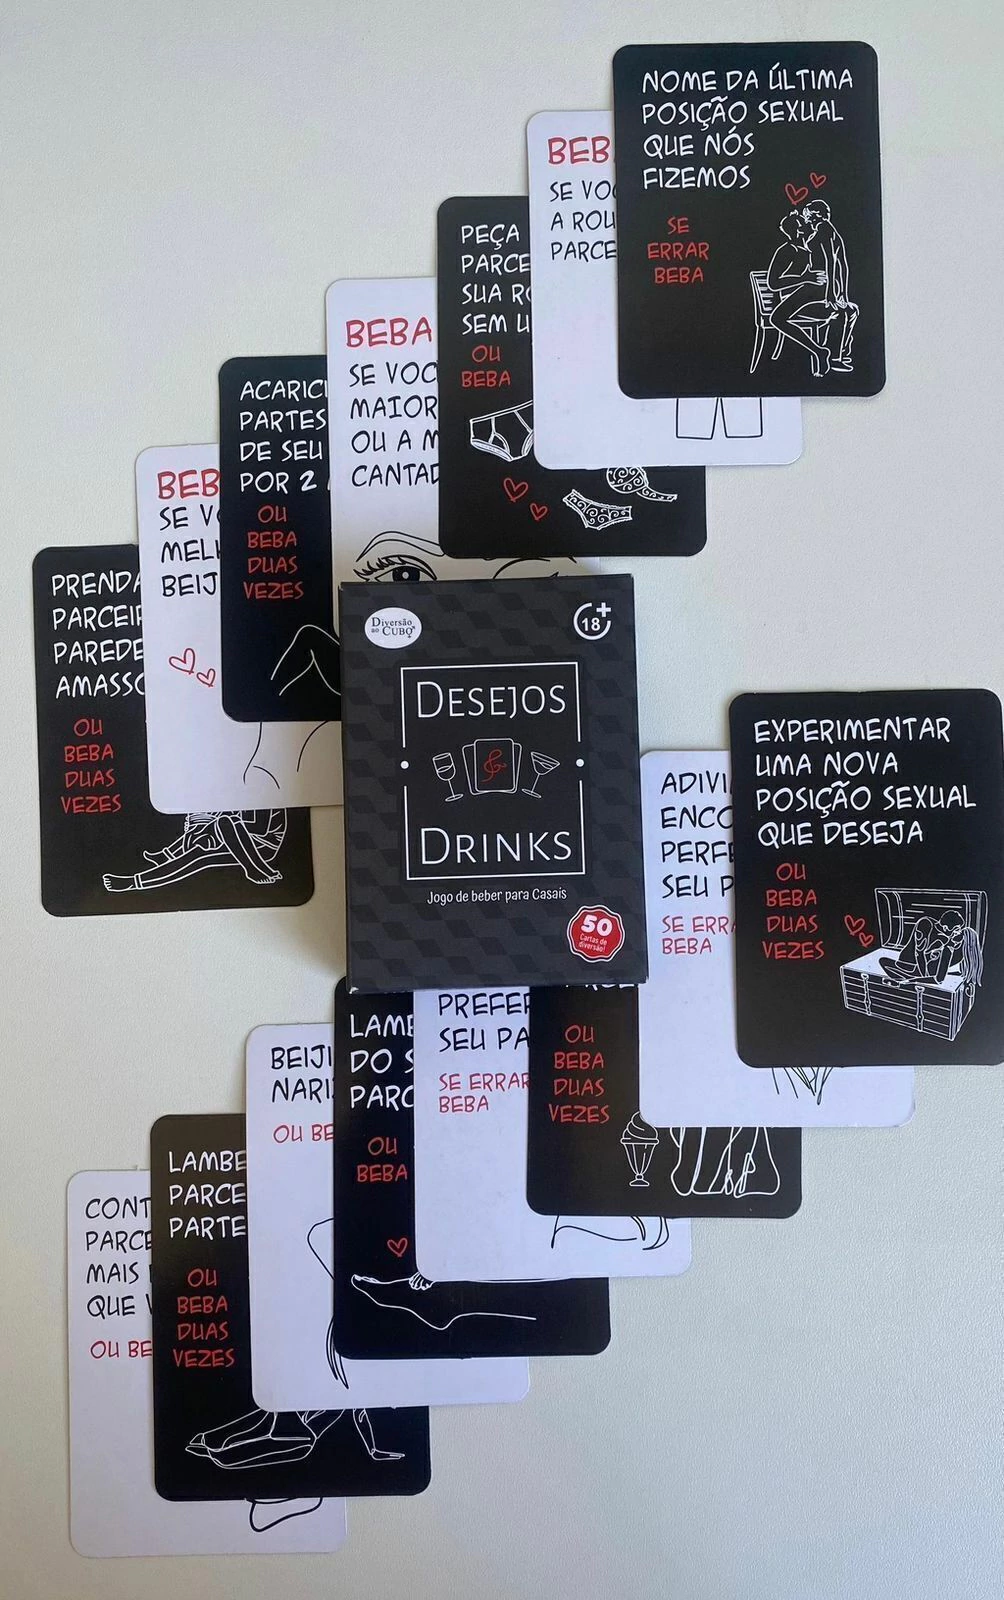 NOME DA ÚLTIMA
POSIÇÃO SEXUAL
QUE NÓS
FIZEMOS
SE
ERRAR
BEBA
BEB
SE VO
A ROU
PARCE
PEÇA
PARCE
SUA
SEM U
OU
BEBA
BEBA
SE VOC
MAIOR
OU A M
CANTAD
ACARICI
PARTES
DE SEU
POR 2
OU
BEBA
DUAS
VEZES
BEB
SE V
MEL
BEIJ
PRENDA
PARCEI
PAREDE
AMASSO
OU
BEBA
DUAS
VEZES
Diversão
ao CUBO
18+
DESEJOS
&
DRINKS
Jogo de beber para Casais
50
Cartas de
diversão!
EXPERIMENTAR
UMA NOVA
POSIÇÃO SEXUAL
QUE DESEJA
OU
BEBA
DUAS
VEZES
ADIVI
ENCO
PERFE
SEU P
SE ERRA
BEBA
OU
BEBA
DUAS
VEZES
PREFER
SEU PA
SE ERRAR
BEBA
LAMB
DO S
PARC
OU
BEBA
BEIJ
NARI
OU BE
LAMBE
PARCE
PARTE
OU
BEBA
DUAS
VEZES
CONT
PARCE
MAIS
QUE V
OU BE